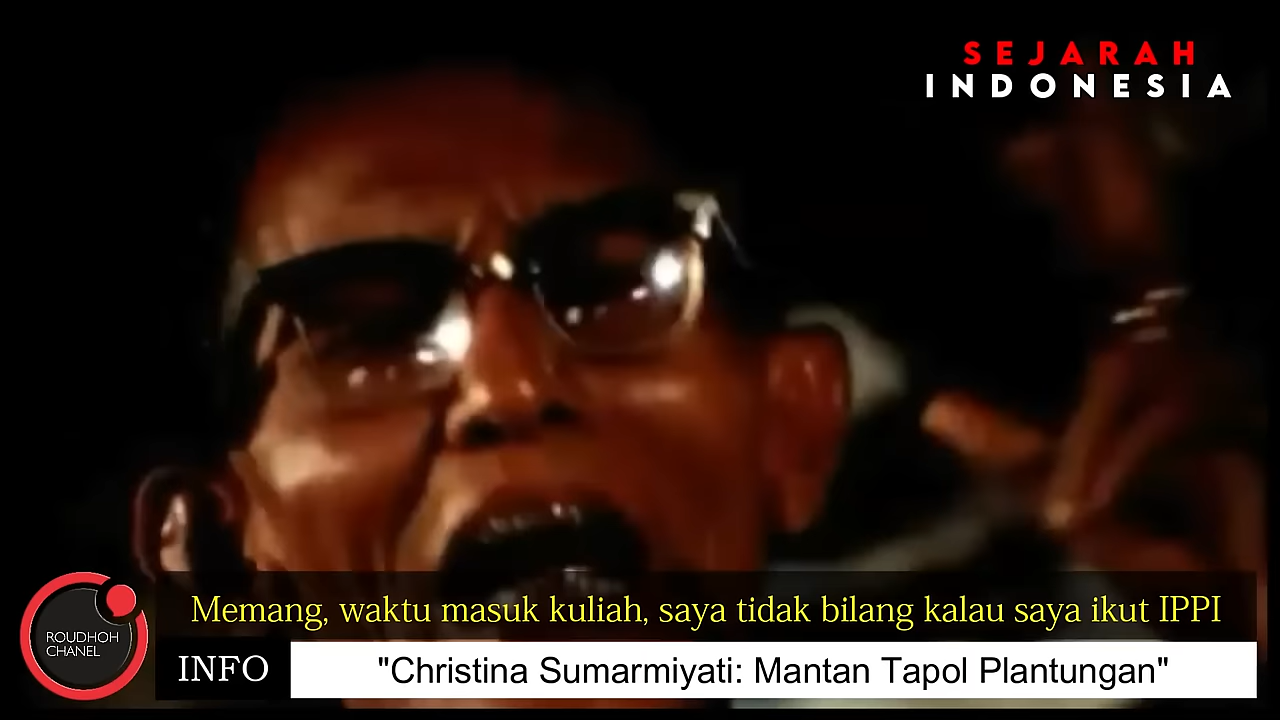 SEJARAH
INDONESIA
Memang, waktu masuk kuliah, saya tidak bilang kalau saya ikut IPPI
ROUDHOH
CHANEL
INFO
"Christina Sumarmiyati: Mantan Tapol Plantungan"